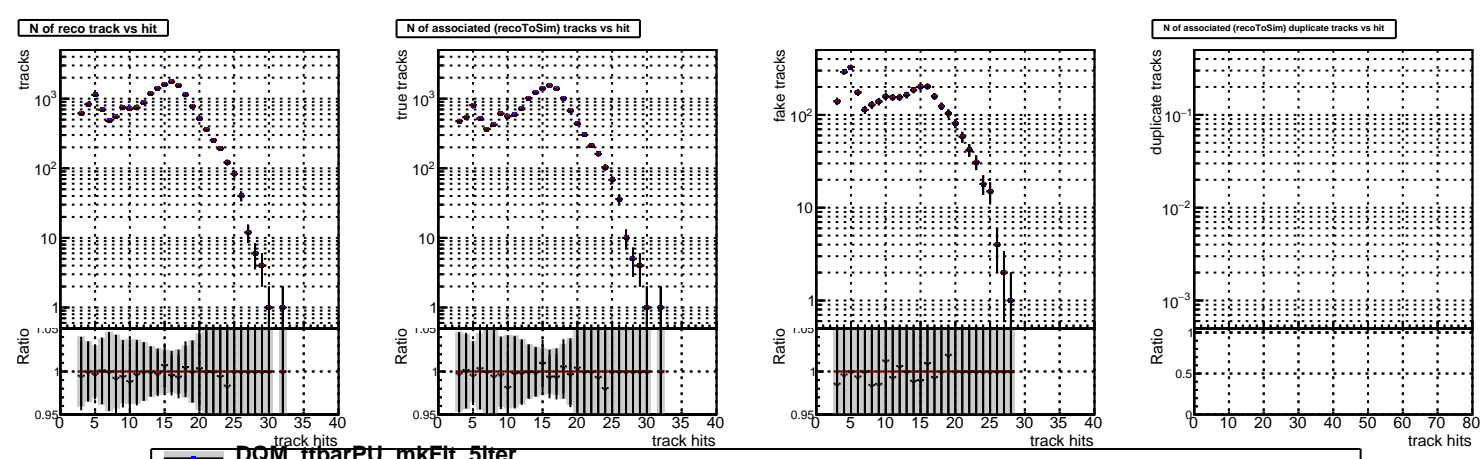 N of reco track vs hit
N of associated (recoToSim) tracks vs hit
N of associated (recoToSim) duplicate tracks vs hit
tracks
10³
10²
10
1
Ratio
1.05
1
0.95
0 5 10 15 20 25 30 35 40
track hits
true tracks
10³
10²
10
1
Ratio
1.05
1
0.95
0 5 10 15 20 25 30 35 40
track hits
fake tracks
10²
10
1
Ratio
1.05
1
0.95
0 5 10 15 20 25 30 35 40
track hits
duplicate tracks
10⁻¹
10⁻²
10⁻³
Ratio
1
0.5
0
0 10 20 30 40 50 60 70 80
track hits
DQM_ttbarPU_mkFit_5iter